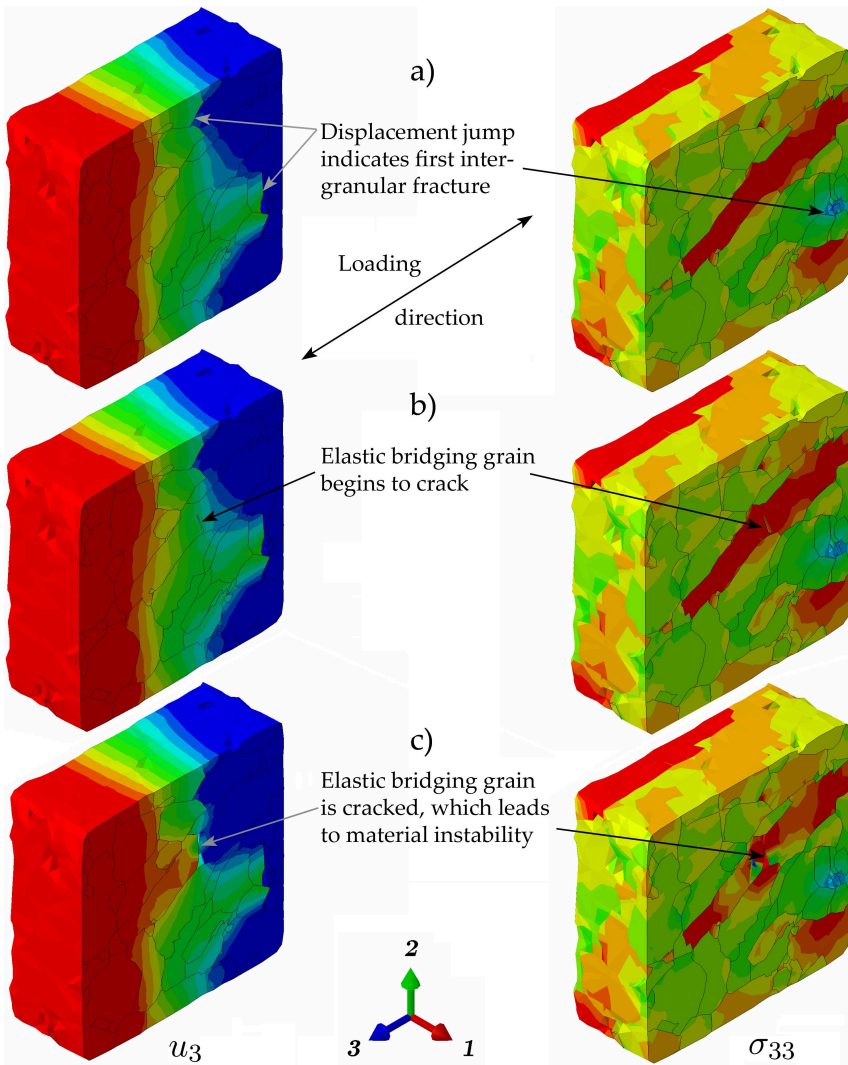 a)
Displacement jump
indicates first inter-
granular fracture
Loading
direction
b)
Elastic bridging grain
begins to crack
c)
Elastic bridging grain
is cracked, which leads
to material instability
2
3
1
u₃
σ₃₃